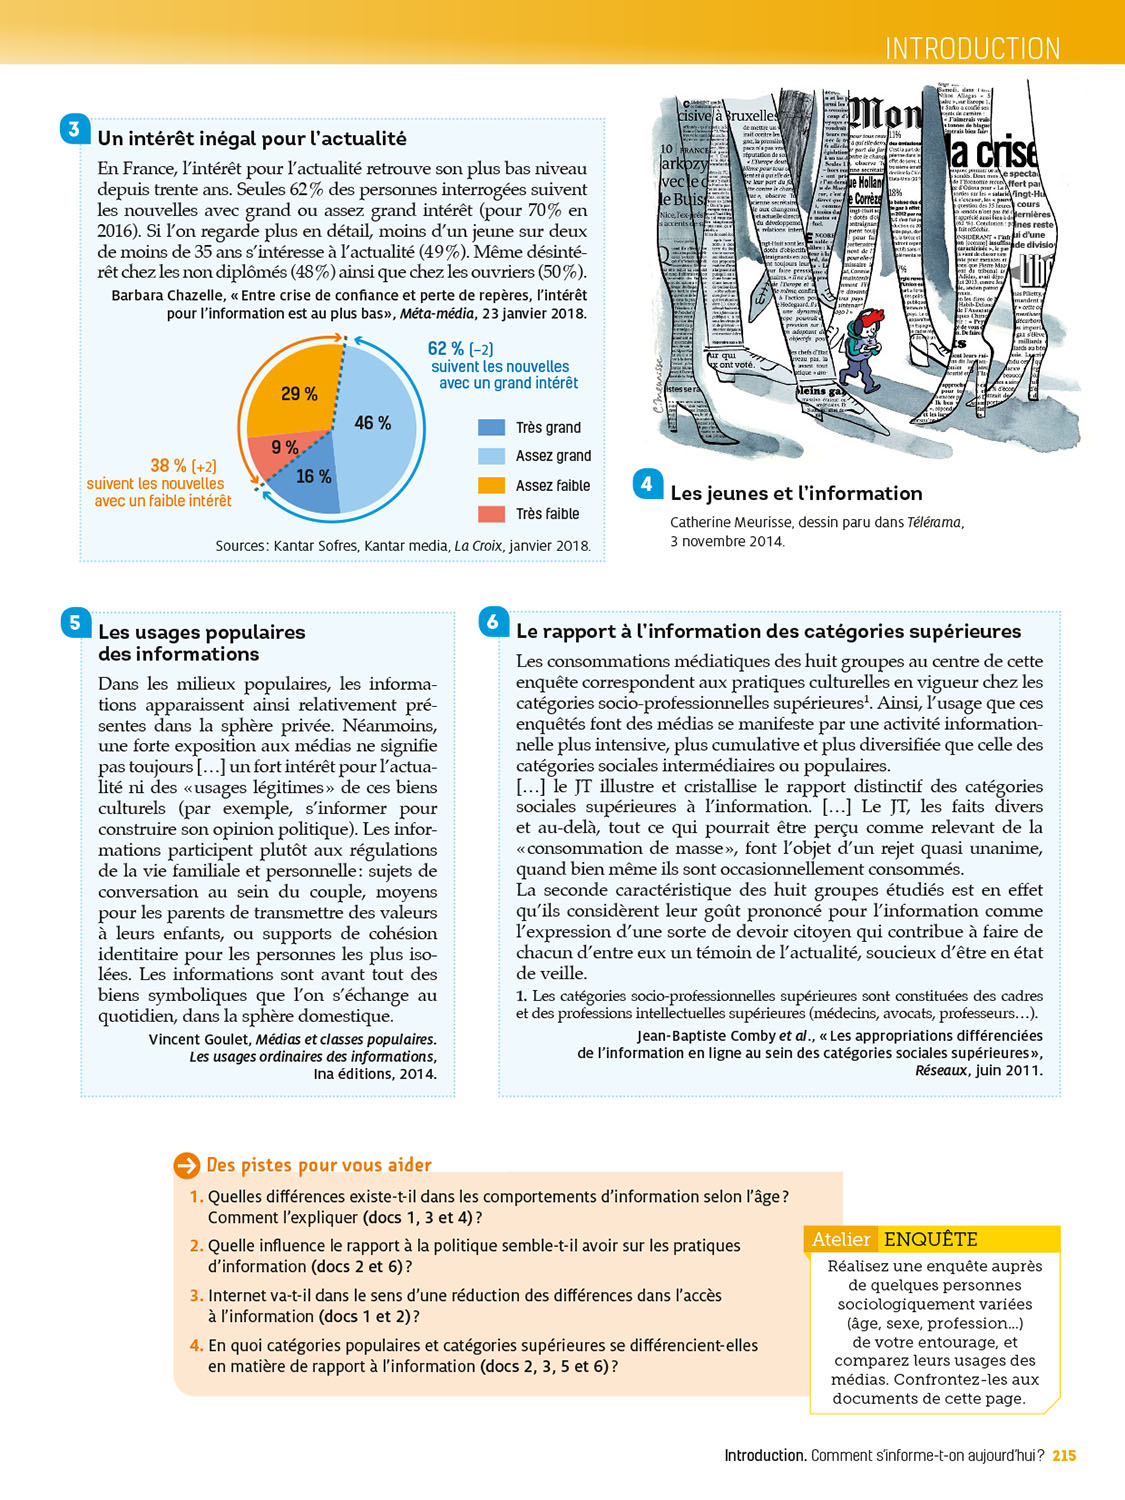 INTRODUCTION
3
Un intérêt inégal pour l'actualité
En France, l'intérêt pour l'actualité retrouve son plus bas niveau
depuis trente ans. Seules 62 % des personnes interrogées suivent
les nouvelles avec grand ou assez grand intérêt (pour 70 % en
2016). Si l'on regarde plus en détail, moins d'un jeune sur deux
de moins de 35 ans s'intéresse à l'actualité (49 %). Même désinté-
rêt chez les non diplômés (48 %) ainsi que chez les ouvriers (50 %).
Barbara Chazelle, « Entre crise de confiance et perte de repères, l'intérêt
pour l'information est au plus bas», Méta-média, 23 janvier 2018.
62 % (–2)
suivent les nouvelles
avec un grand intérêt
29 %
46 %
9 %
16 %
38 % (+2)
suivent les nouvelles
avec un faible intérêt
Très grand
Assez grand
Assez faible
Très faible
Sources : Kantar Sofres, Kantar media, La Croix, janvier 2018.
cisive à Bruxelles
10 FRANCE
arkozy
vec le c
le Buis
Mon
la crise
Libé
C. Meurisse
4
Les jeunes et l'information
Catherine Meurisse, dessin paru dans Télérama,
3 novembre 2014.
5
Les usages populaires
des informations
Dans les milieux populaires, les informa-
tions apparaissent ainsi relativement pré-
sentes dans la sphère privée. Néanmoins,
une forte exposition aux médias ne signifie
pas toujours […] un fort intérêt pour l'actua-
lité ni des « usages légitimes » de ces biens
culturels (par exemple, s'informer pour
construire son opinion politique). Les infor-
mations participent plutôt aux régulations
de la vie familiale et personnelle : sujets de
conversation au sein du couple, moyens
pour les parents de transmettre des valeurs
à leurs enfants, ou supports de cohésion
identitaire pour les personnes les plus iso-
lées. Les informations sont avant tout des
biens symboliques que l'on s'échange au
quotidien, dans la sphère domestique.
Vincent Goulet, Médias et classes populaires.
Les usages ordinaires des informations,
Ina éditions, 2014.
6
Le rapport à l'information des catégories supérieures
Les consommations médiatiques des huit groupes au centre de cette
enquête correspondent aux pratiques culturelles en vigueur chez les
catégories socio-professionnelles supérieures¹. Ainsi, l'usage que ces
enquêtés font des médias se manifeste par une activité information-
nelle plus intensive, plus cumulative et plus diversifiée que celle des
catégories sociales intermédiaires ou populaires.
[…] le JT illustre et cristallise le rapport distinctif des catégories
sociales supérieures à l'information. […] Le JT, les faits divers
et au-delà, tout ce qui pourrait être perçu comme relevant de la
« consommation de masse », font l'objet d'un rejet quasi unanime,
quand bien même ils sont occasionnellement consommés.
La seconde caractéristique des huit groupes étudiés est en effet
qu'ils considèrent leur goût prononcé pour l'information comme
l'expression d'une sorte de devoir citoyen qui contribue à faire de
chacun d'entre eux un témoin de l'actualité, soucieux d'être en état
de veille.
1. Les catégories socio-professionnelles supérieures sont constituées des cadres
et des professions intellectuelles supérieures (médecins, avocats, professeurs…).
Jean-Baptiste Comby et al., « Les appropriations différenciées
de l'information en ligne au sein des catégories sociales supérieures »,
Réseaux, juin 2011.
Des pistes pour vous aider
1. Quelles différences existe-t-il dans les comportements d'information selon l'âge ?
Comment l'expliquer (docs 1, 3 et 4) ?
2. Quelle influence le rapport à la politique semble-t-il avoir sur les pratiques
d'information (docs 2 et 6) ?
3. Internet va-t-il dans le sens d'une réduction des différences dans l'accès
à l'information (docs 1 et 2) ?
4. En quoi catégories populaires et catégories supérieures se différencient-elles
en matière de rapport à l'information (docs 2, 3, 5 et 6) ?
Atelier ENQUÊTE
Réalisez une enquête auprès
de quelques personnes
sociologiquement variées
(âge, sexe, profession…)
de votre entourage, et
comparez leurs usages des
médias. Confrontez-les aux
documents de cette page.
Introduction. Comment s'informe-t-on aujourd'hui ? 215